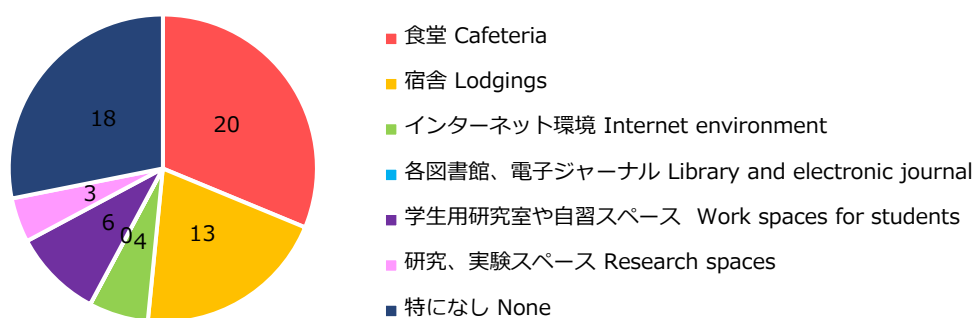 食堂 Cafeteria
宿舎 Lodgings
インターネット環境 Internet environment
各図書館、電子ジャーナル Library and electronic journal
学生用研究室や自習スペース  Work spaces for students
研究、実験スペース Research spaces
特になし None
18
20
3
6
0
4
13